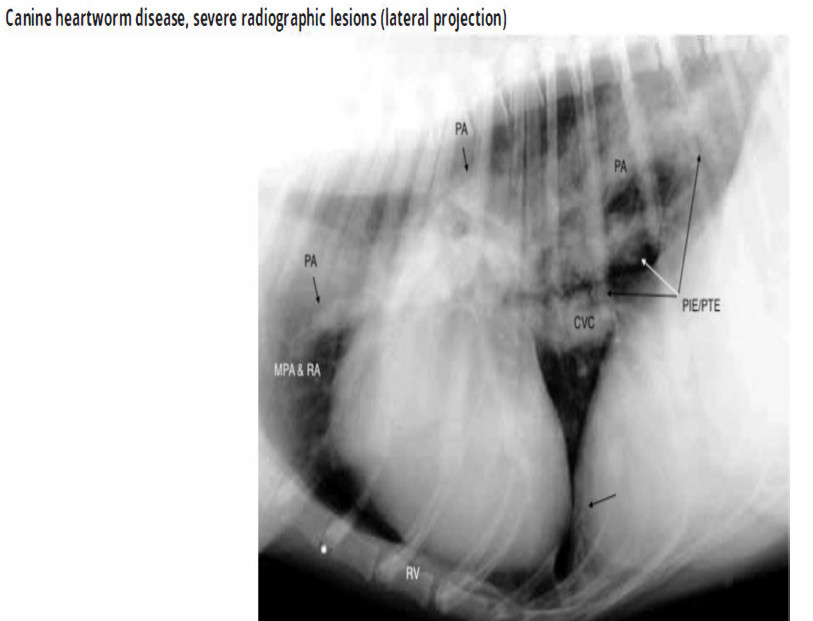 Canine heartworm disease, severe radiographic lesions (lateral projection)
PA
PA
PA
PIE/PTE
CVC
MPA & RA
RV